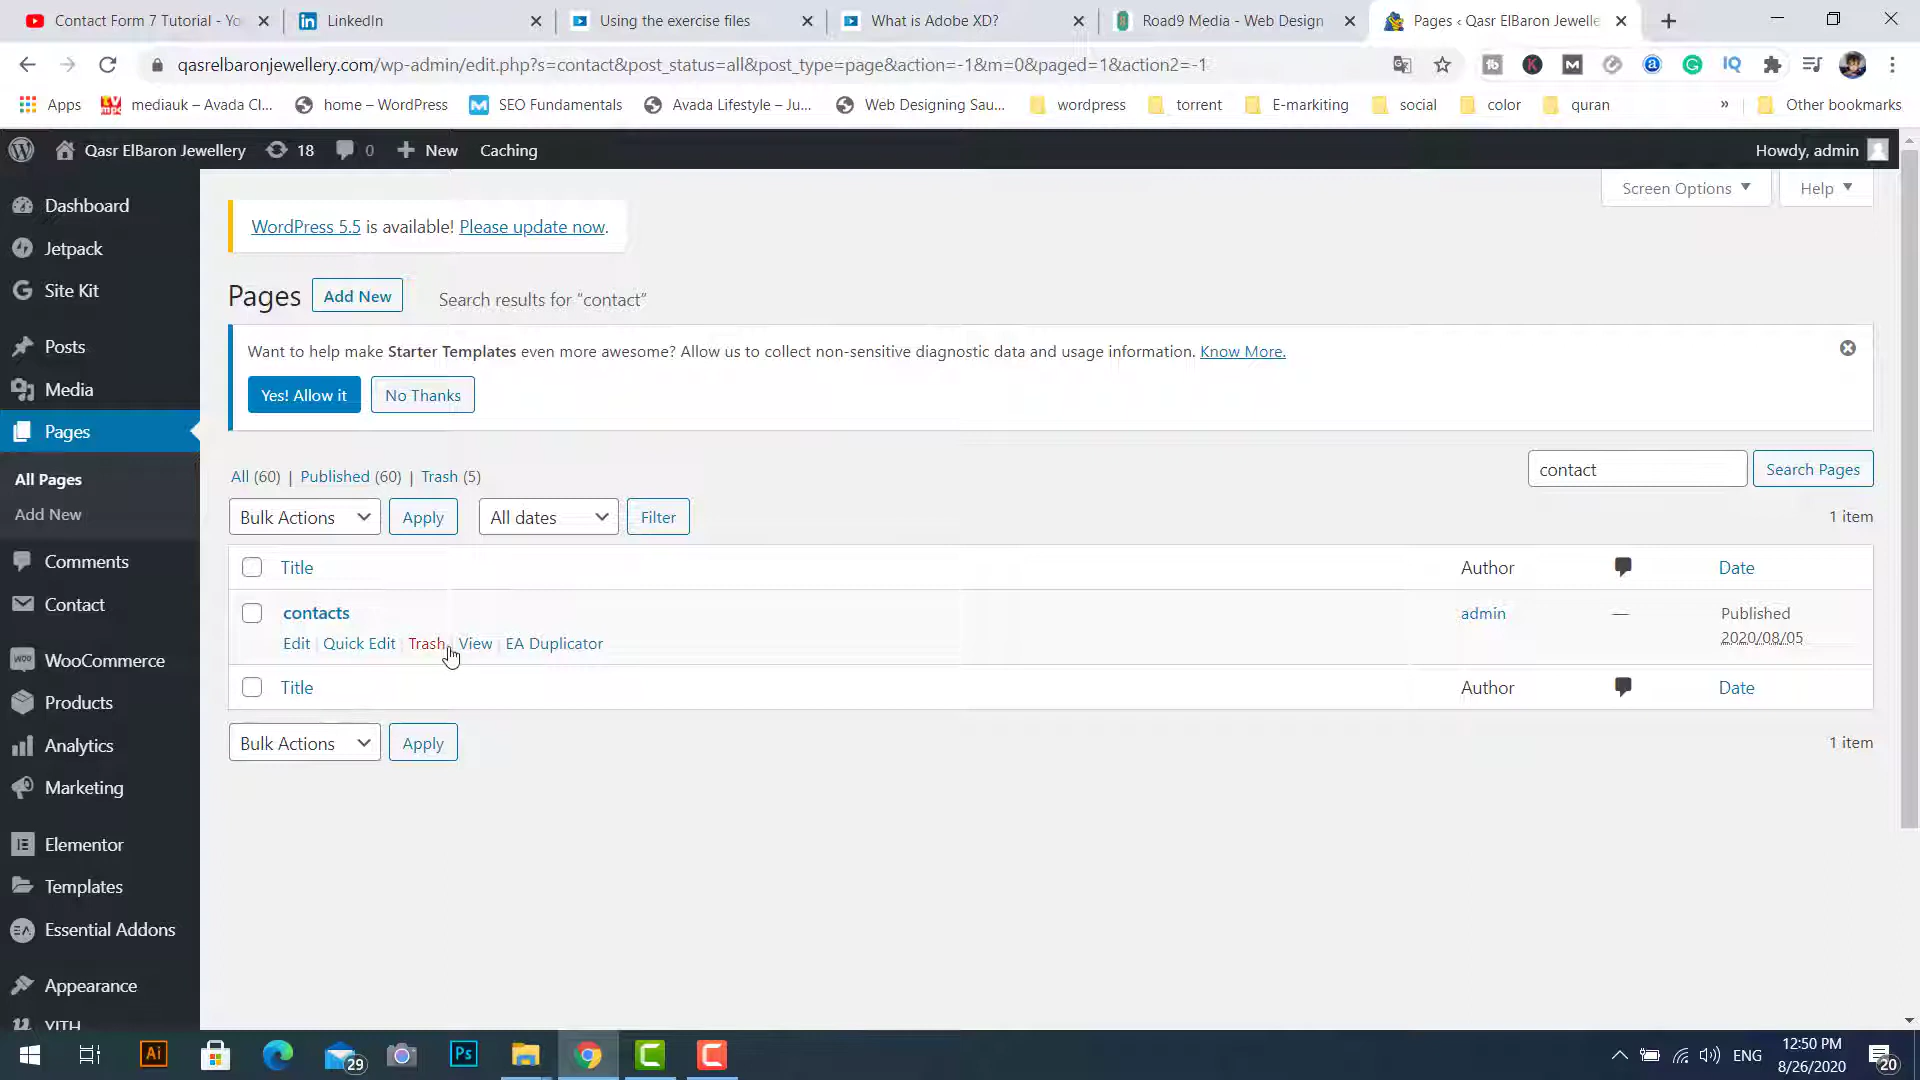 Contact Form 7 Tutorial - Yo
LinkedIn
Using the exercise files
What is Adobe XD?
Road9 Media - Web Design
Pages ‹ Qasr ElBaron Jewelle
qasrelbaronjewellery.com/wp-admin/edit.php?s=contact&post_status=all&post_type=page&action=-1&m=0&paged=1&action2=-1
Apps
mediauk – Avada Cl...
home – WordPress
SEO Fundamentals
Avada Lifestyle – Ju...
Web Designing Sau...
wordpress
torrent
E-markiting
social
color
quran
»
Other bookmarks
Qasr ElBaron Jewellery
18
0
New
Caching
Howdy, admin
Screen Options
Help
Dashboard
Jetpack
Site Kit
Posts
Media
Pages
All Pages
Add New
Comments
Contact
WooCommerce
Products
Analytics
Marketing
Elementor
Templates
Essential Addons
Appearance
YITH
WordPress 5.5 is available! Please update now.
Pages Add New Search results for “contact”
Want to help make Starter Templates even more awesome? Allow us to collect non-sensitive diagnostic data and usage information. Know More.
Yes! Allow it No Thanks
All (60) | Published (60) | Trash (5)
contact Search Pages
Bulk Actions Apply All dates Filter
1 item
Title Author Date
contacts admin — Published
2020/08/05
Edit | Quick Edit | Trash | View | EA Duplicator
Title Author Date
Bulk Actions Apply
1 item
Ai
29
Ps
ENG
12:50 PM
8/26/2020
20